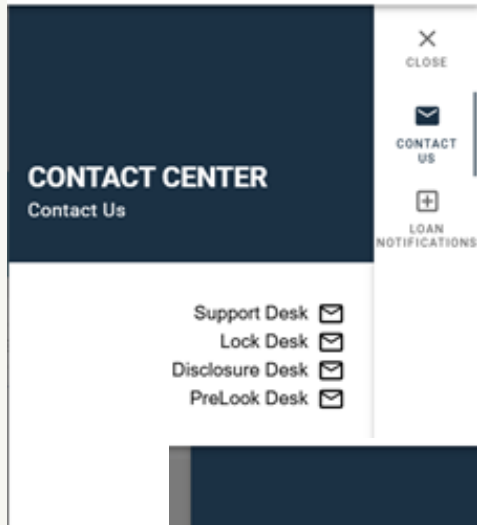 CONTACT CENTER
Contact Us
Support Desk
Lock Desk
Disclosure Desk
PreLook Desk
CLOSE
CONTACT
US
LOAN
NOTIFICATIONS